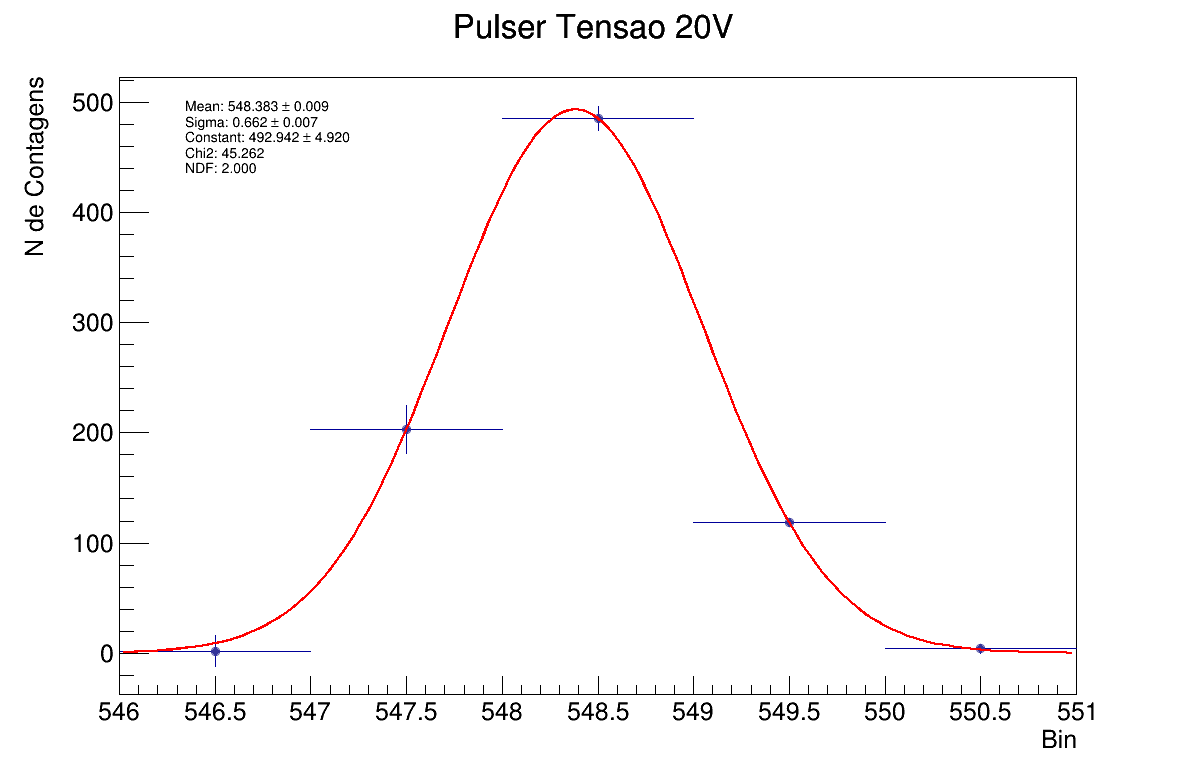 Pulser Tensao 20V
N de Contagens
Mean: 548.383 ± 0.009
Sigma: 0.662 ± 0.007
Constant: 492.942 ± 4.920
Chi2: 45.262
NDF: 2.000
500
400
300
200
100
0
546 546.5 547 547.5 548 548.5 549 549.5 550 550.5 551
Bin